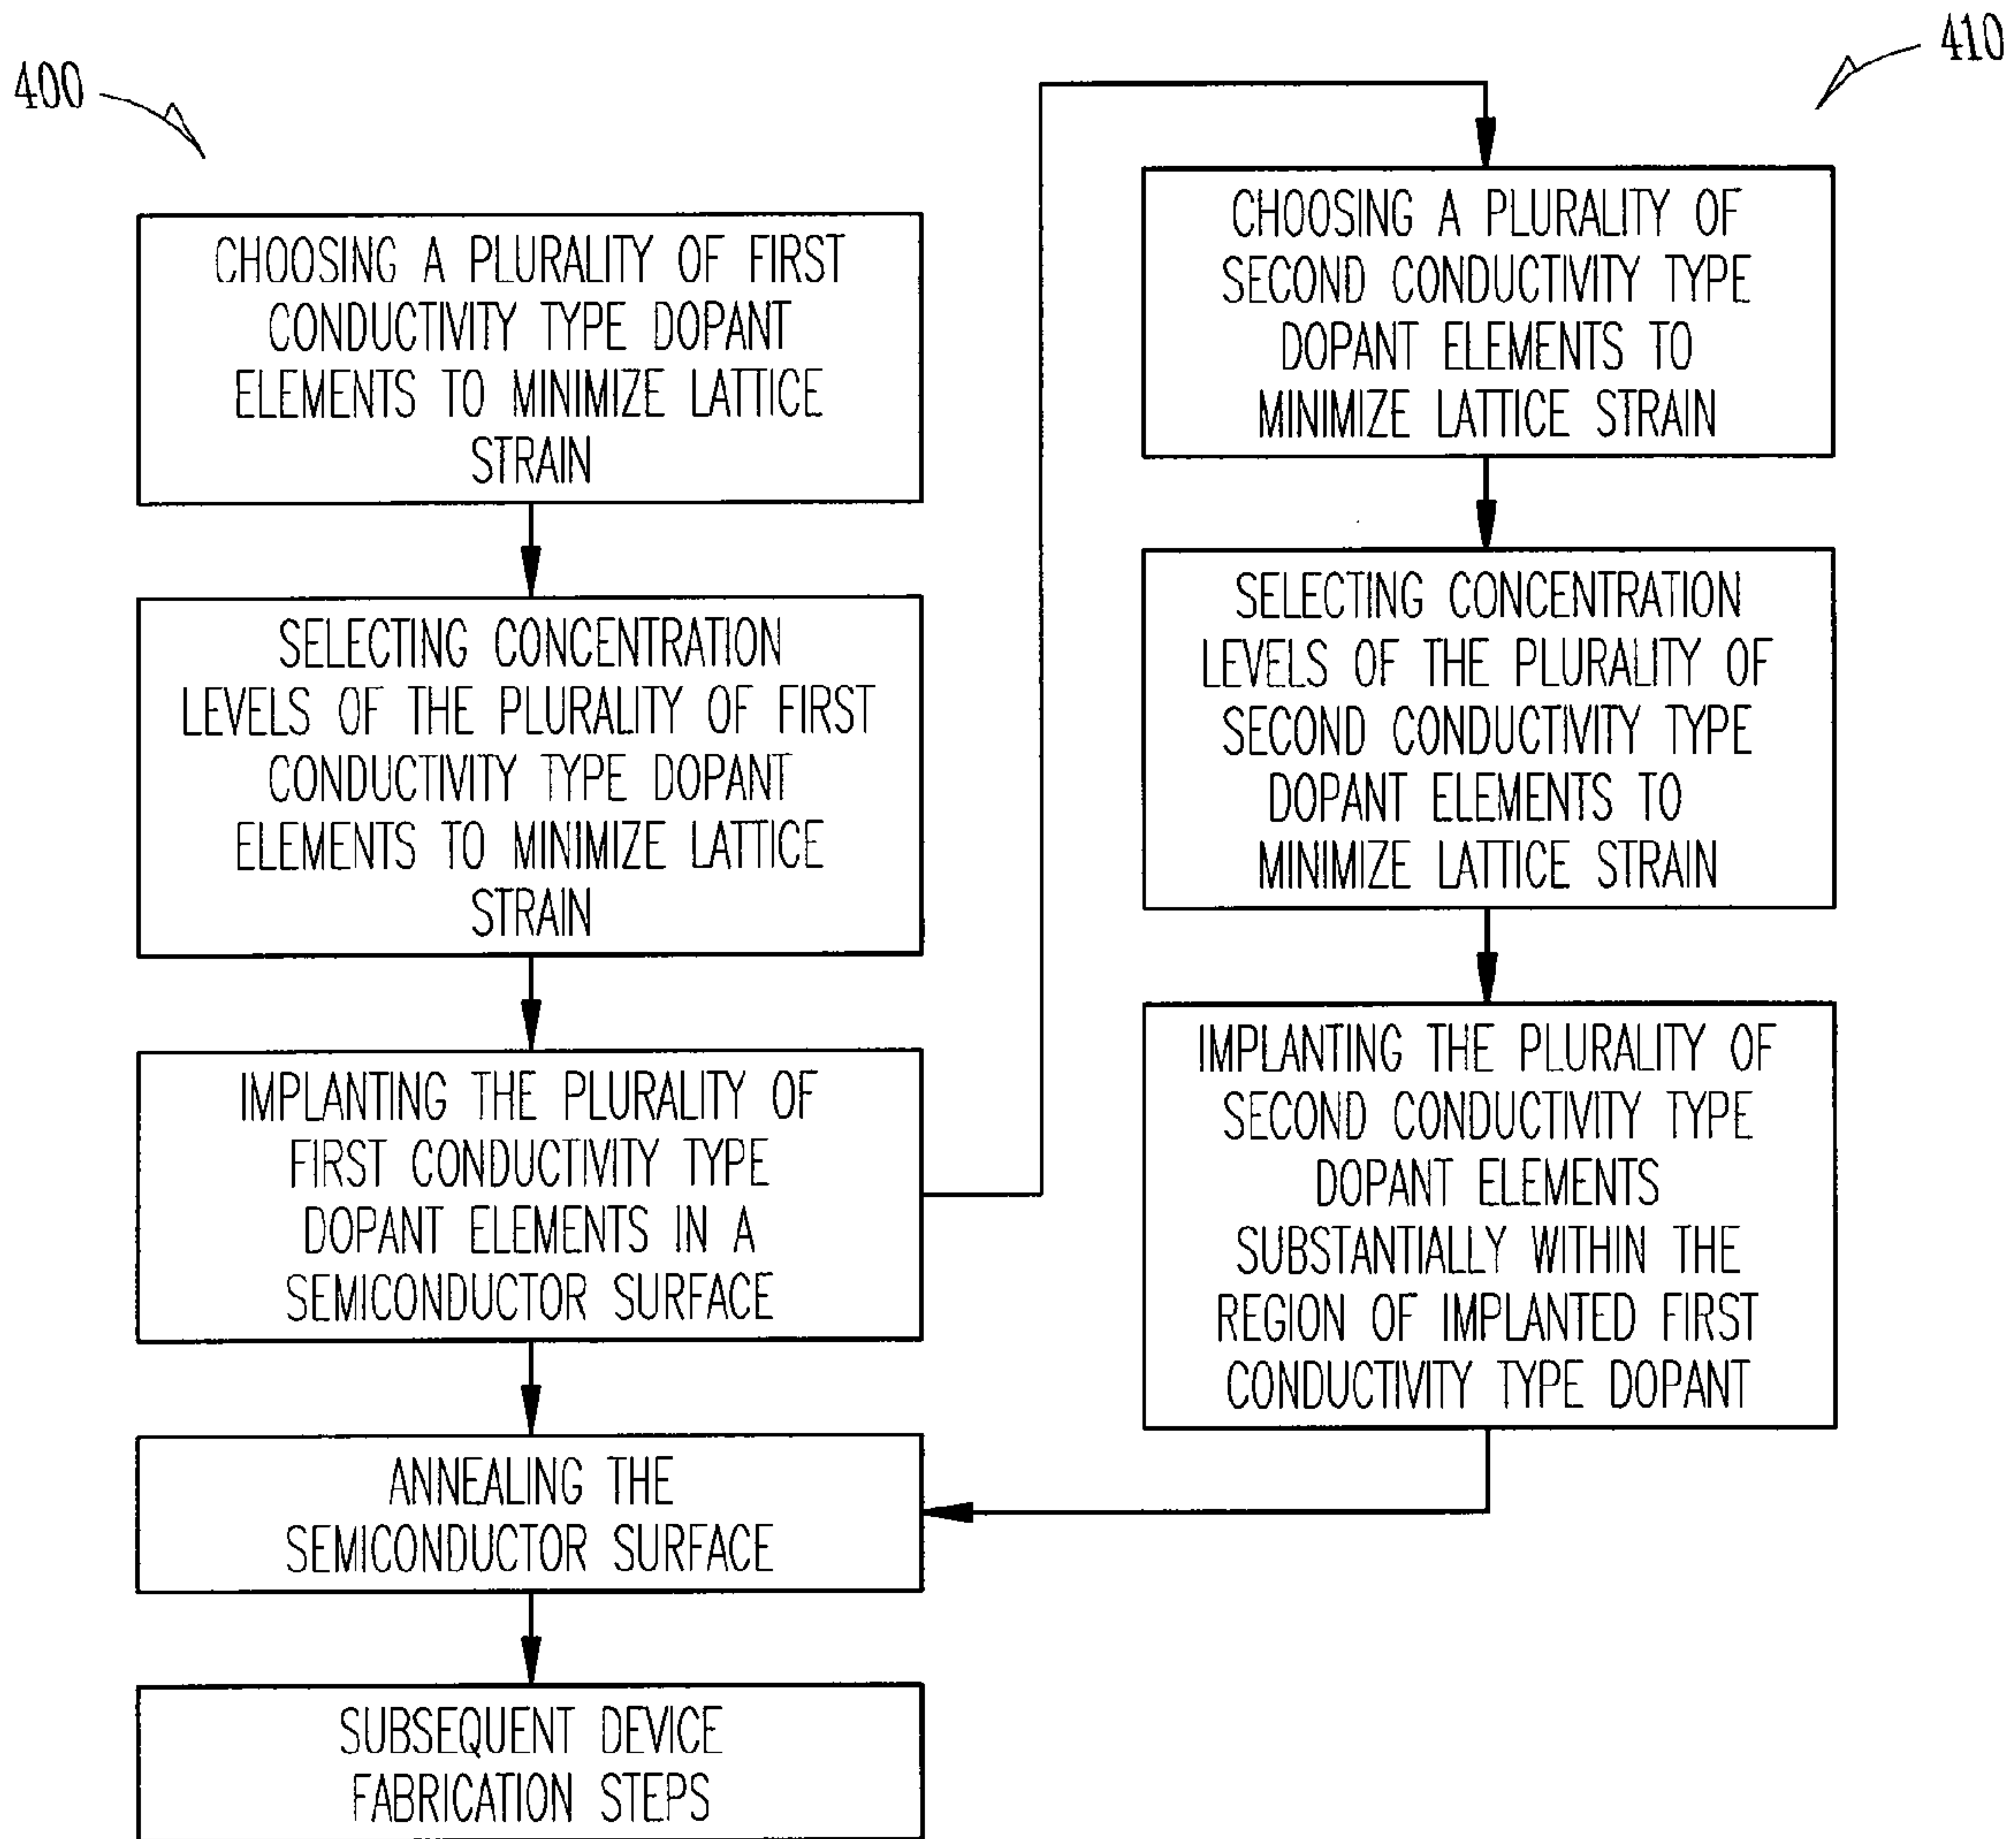 400
CHOOSING A PLURALITY OF FIRST
CONDUCTIVITY TYPE DOPANT
ELEMENTS TO MINIMIZE LATTICE
STRAIN
SELECTING CONCENTRATION
LEVELS OF THE PLURALITY OF FIRST
CONDUCTIVITY TYPE DOPANT
ELEMENTS TO MINIMIZE LATTICE
STRAIN
IMPLANTING THE PLURALITY OF
FIRST CONDUCTIVITY TYPE
DOPANT ELEMENTS IN A
SEMICONDUCTOR SURFACE
ANNEALING THE
SEMICONDUCTOR SURFACE
SUBSEQUENT DEVICE
FABRICATION STEPS
410
CHOOSING A PLURALITY OF
SECOND CONDUCTIVITY TYPE
DOPANT ELEMENTS TO
MINIMIZE LATTICE STRAIN
SELECTING CONCENTRATION
LEVELS OF THE PLURALITY OF
SECOND CONDUCTIVITY TYPE
DOPANT ELEMENTS TO
MINIMIZE LATTICE STRAIN
IMPLANTING THE PLURALITY OF
SECOND CONDUCTIVITY TYPE
DOPANT ELEMENTS
SUBSTANTIALLY WITHIN THE
REGION OF IMPLANTED FIRST
CONDUCTIVITY TYPE DOPANT